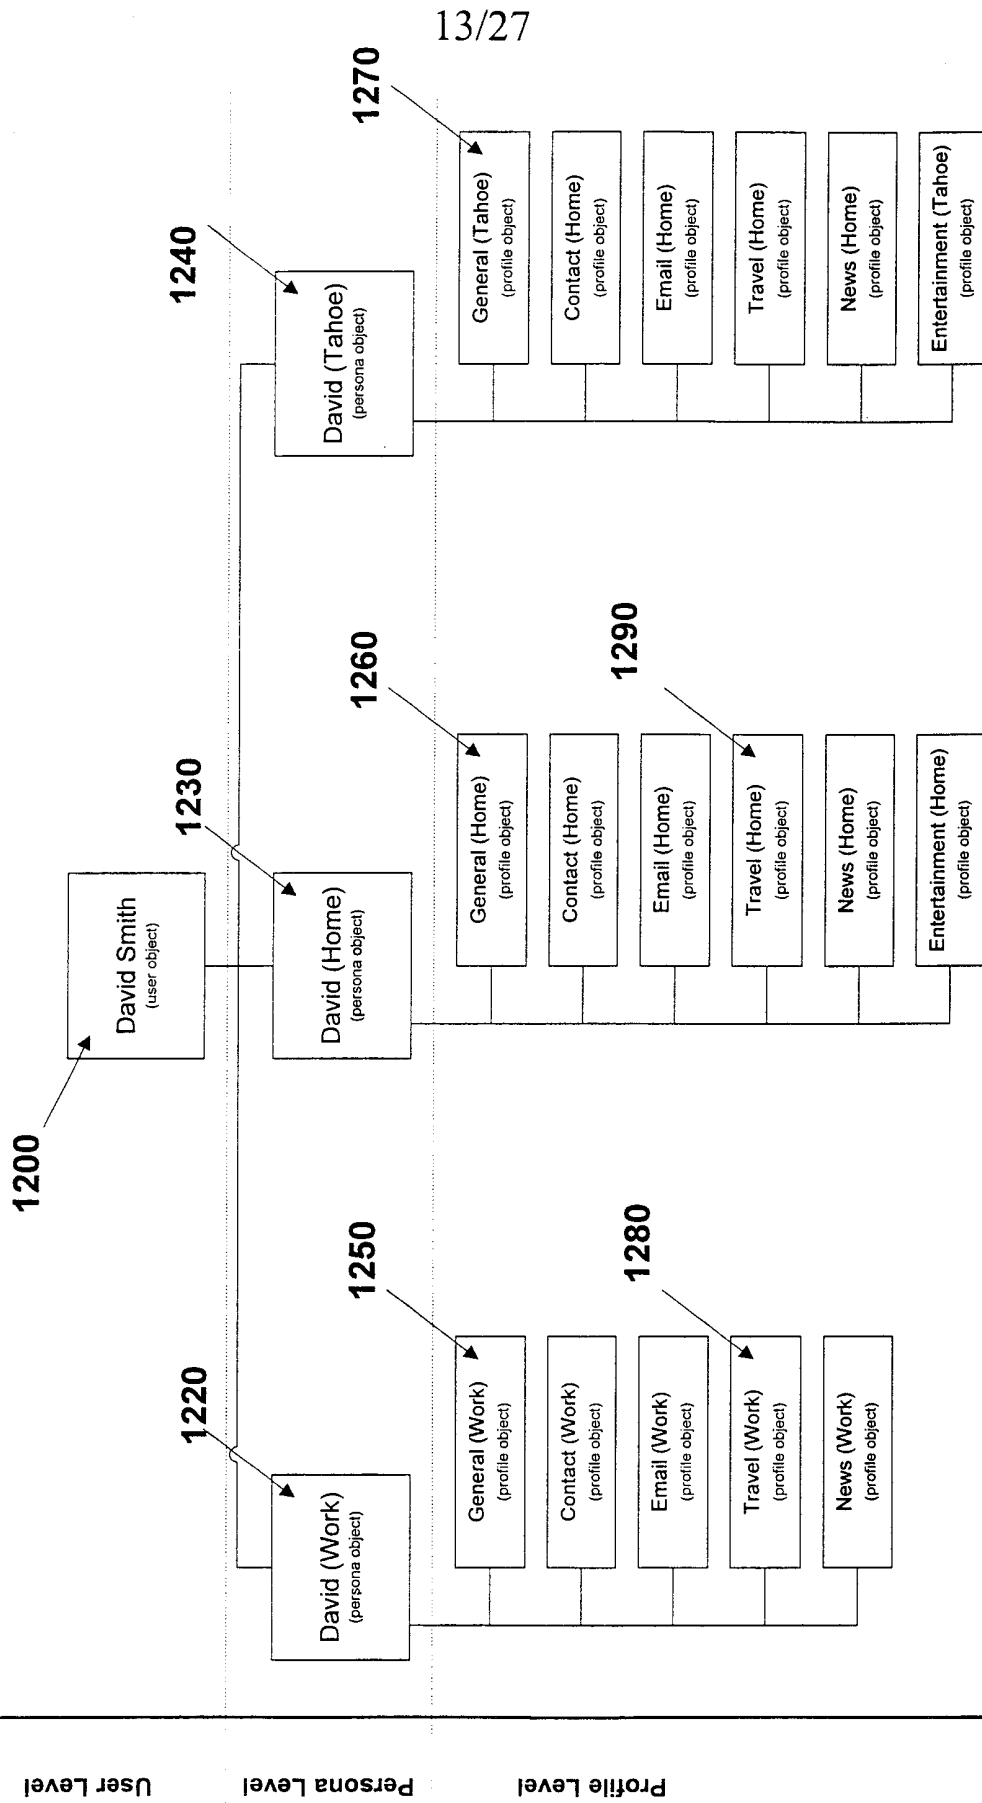 13/27
User Level
Persona Level
Profile Level
1200
David Smith
(user object)
1220
David (Work)
(persona object)
1230
David (Home)
(persona object)
1240
David (Tahoe)
(persona object)
1250
General (Work)
(profile object)
Contact (Work)
(profile object)
Email (Work)
(profile object)
1280
Travel (Work)
(profile object)
News (Work)
(profile object)
1260
General (Home)
(profile object)
Contact (Home)
(profile object)
Email (Home)
(profile object)
1290
Travel (Home)
(profile object)
News (Home)
(profile object)
Entertainment (Home)
(profile object)
1270
General (Tahoe)
(profile object)
Contact (Home)
(profile object)
Email (Home)
(profile object)
Travel (Home)
(profile object)
News (Home)
(profile object)
Entertainment (Tahoe)
(profile object)